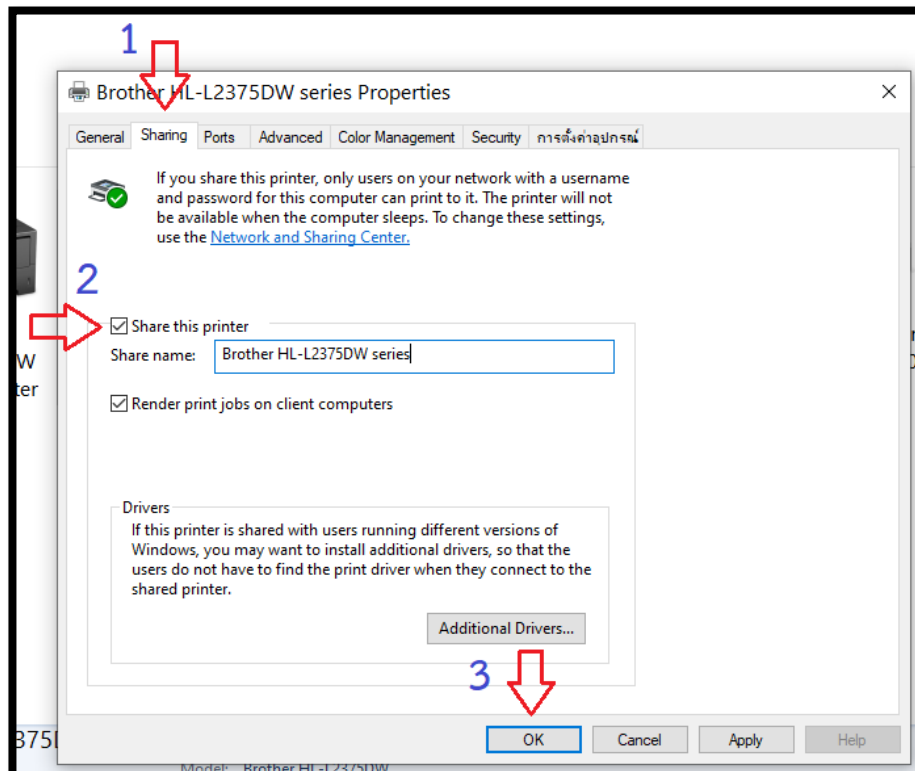 1
Brother HL-L2375DW series Properties
General Sharing Ports Advanced Color Management Security การตั้งค่าอุปกรณ์
If you share this printer, only users on your network with a username
and password for this computer can print to it. The printer will not
be available when the computer sleeps. To change these settings,
use the Network and Sharing Center.
2
Share this printer
W
Share name: Brother HL-L2375DW series
ter
Render print jobs on client computers
Drivers
If this printer is shared with users running different versions of
Windows, you may want to install additional drivers, so that the
users do not have to find the print driver when they connect to the
shared printer.
Additional Drivers...
3
OK Cancel Apply Help
375
Model: Brother HL-L2375DW